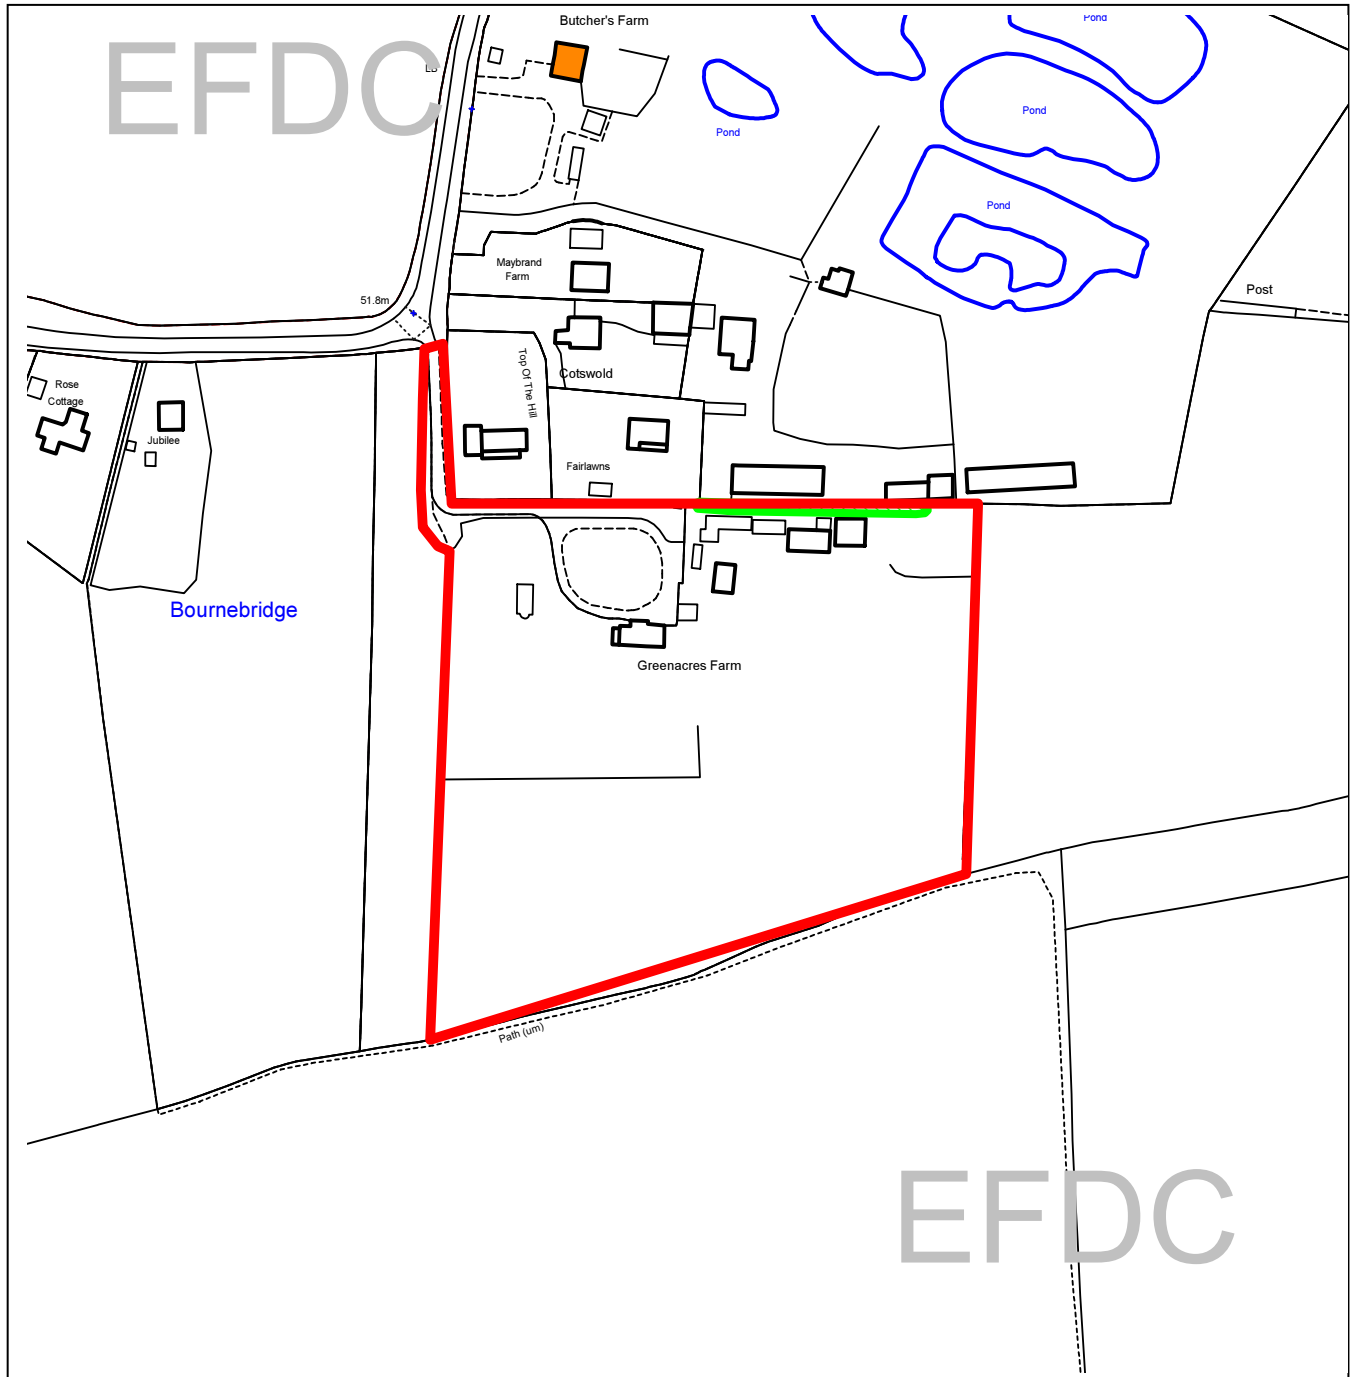 Butcher's Farm
Pond
EFDC
LB
Pond
Pond
Pond
Maybrand
Farm
Post
51.8m
Top Of The Hill
Cotswold
Rose
Cottage
Jubilee
Fairlawns
Bournebridge
Greenacres Farm
Path (um)
EFDC